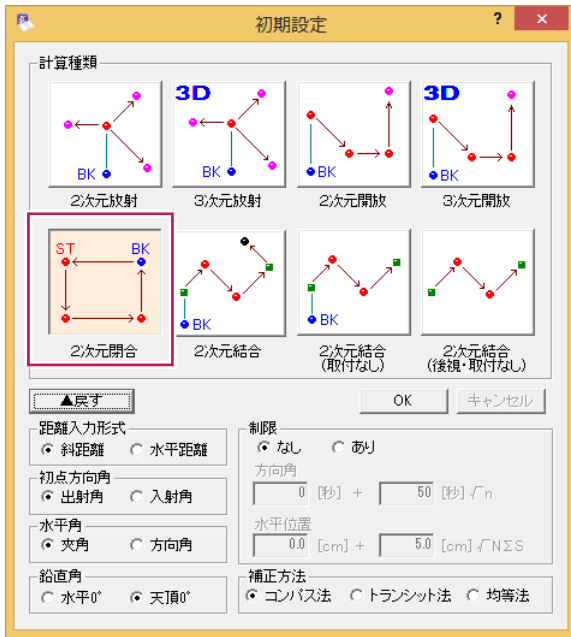 初期設定
?
×
計算種類
BK
3D
BK
BK
3D
BK
2次元放射
3次元放射
2次元開放
3次元開放
ST
BK
BK
BK
2次元閉合
2次元結合
2次元結合
(取付なし)
2次元結合
(後視・取付なし)
▲戻す
OK
キャンセル
距離入力形式
斜距離
水平距離
初点方向角
出射角
入射角
水平角
夾角
方向角
鉛直角
水平0°
天頂0°
制限
なし
あり
方向角
0 [秒] + 50 [秒]√n
水平位置
0.0 [cm] + 5.0 [cm]√NΣS
補正方法
コンパス法
トランシット法
均等法